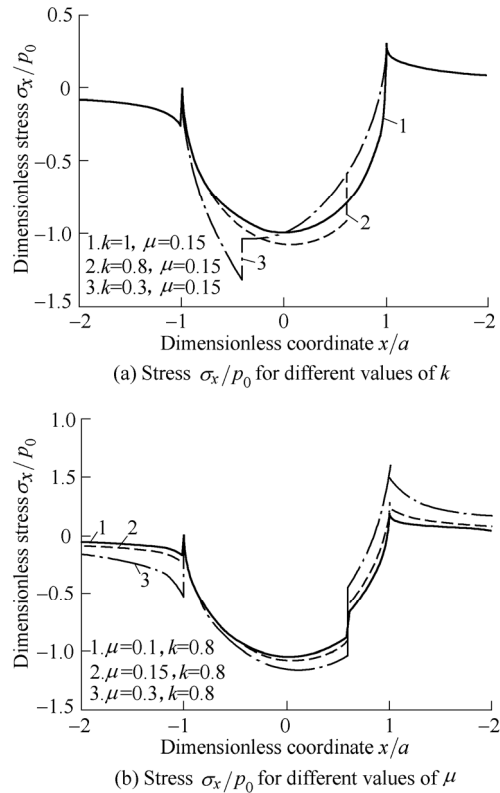 Dimensionless stress σx/p0
0.5
0
−0.5
−1.0
−1.5
1
2
3
1.k=1, μ=0.15
2.k=0.8, μ=0.15
3.k=0.3, μ=0.15
−2 −1 0 1 2
Dimensionless coordinate x/a
(a) Stress σx/p0 for different values of k
Dimensionless stress σx/p0
1.0
1.5
0
−0.5
−1.0
−1.5
1 2
3
1.μ=0.1, k=0.8
2.μ=0.15, k=0.8
3.μ=0.3, k=0.8
−2 −1 0 1 −2
Dimensionless coordinate x/a
(b) Stress σx/p0 for different values of μ